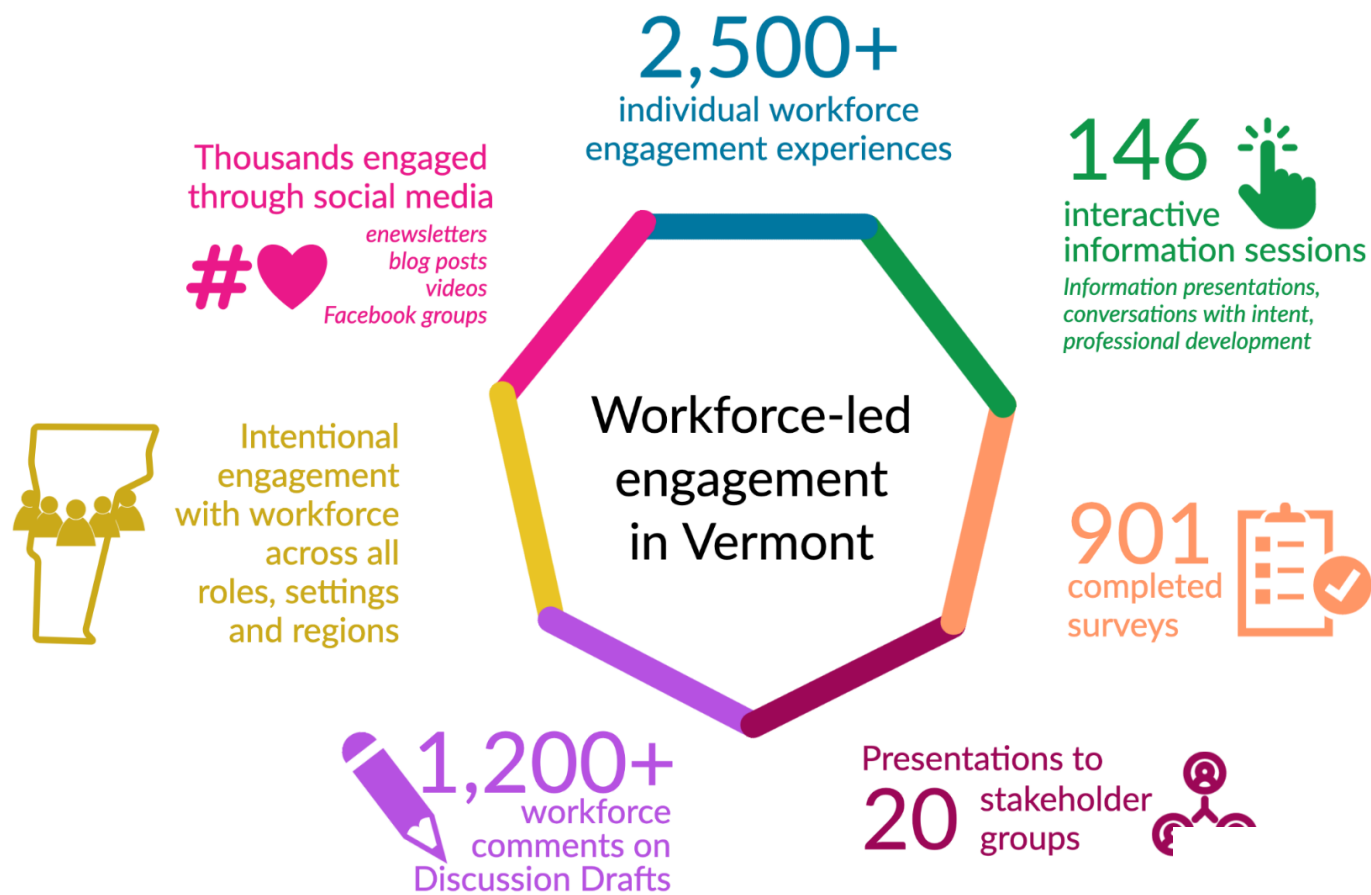 2,500+
individual workforce
engagement experiences
146
interactive
information sessions
Information presentations,
conversations with intent,
professional development
901
completed
surveys
Presentations to
20 stakeholder
groups
1,200+
workforce
comments on
Discussion Drafts
Intentional
engagement
with workforce
across all
roles, settings
and regions
Thousands engaged
through social media
#
enewsletters
blog posts
videos
Facebook groups
Workforce-led
engagement
in Vermont